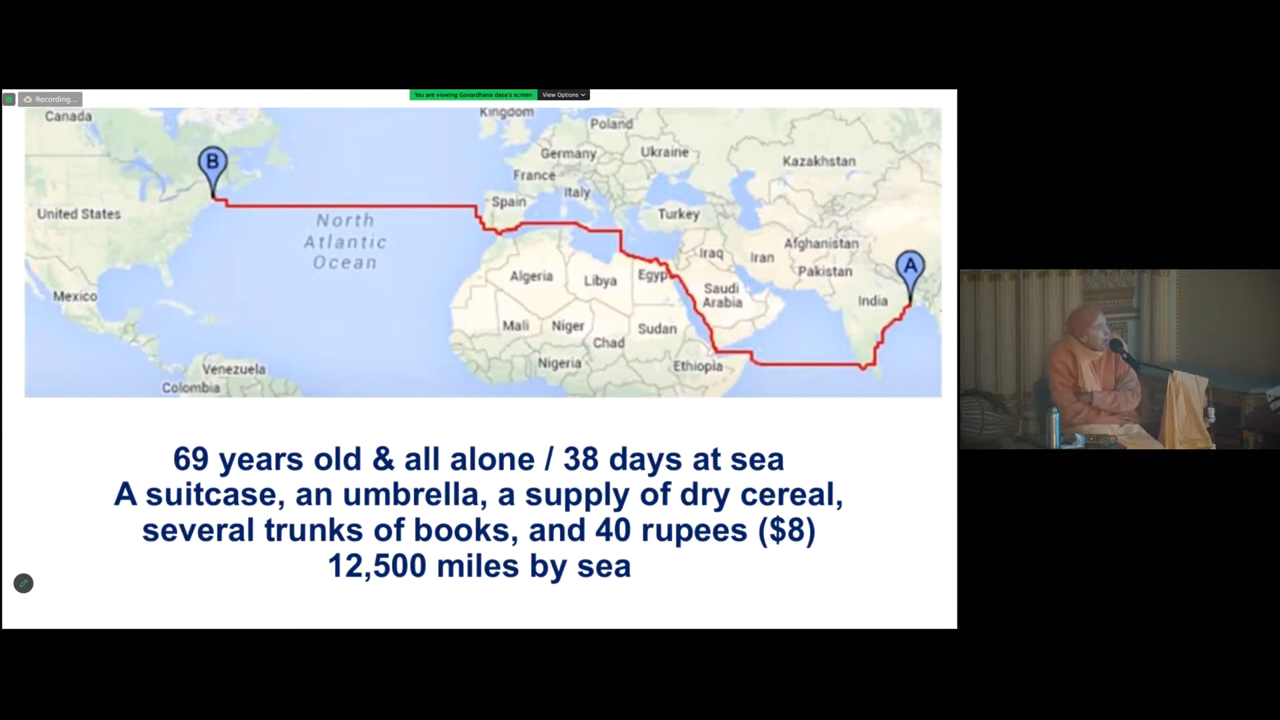 Recording...
You are viewing Govardhana dasa's screen View Options
Canada
Kingdom
Poland
Germany
Ukraine
Kazakhstan
France
Italy
B
Spain
United States
North
Atlantic
Ocean
Turkey
Iraq
Iran
Afghanistan
Pakistan
A
Algeria
Libya
Egyp
Saudi
Arabia
India
Mexico
Mali
Niger
Chad
Sudan
Nigeria
Ethiopia
Venezuela
Colombia
69 years old & all alone / 38 days at sea
A suitcase, an umbrella, a supply of dry cereal,
several trunks of books, and 40 rupees ($8)
12,500 miles by sea